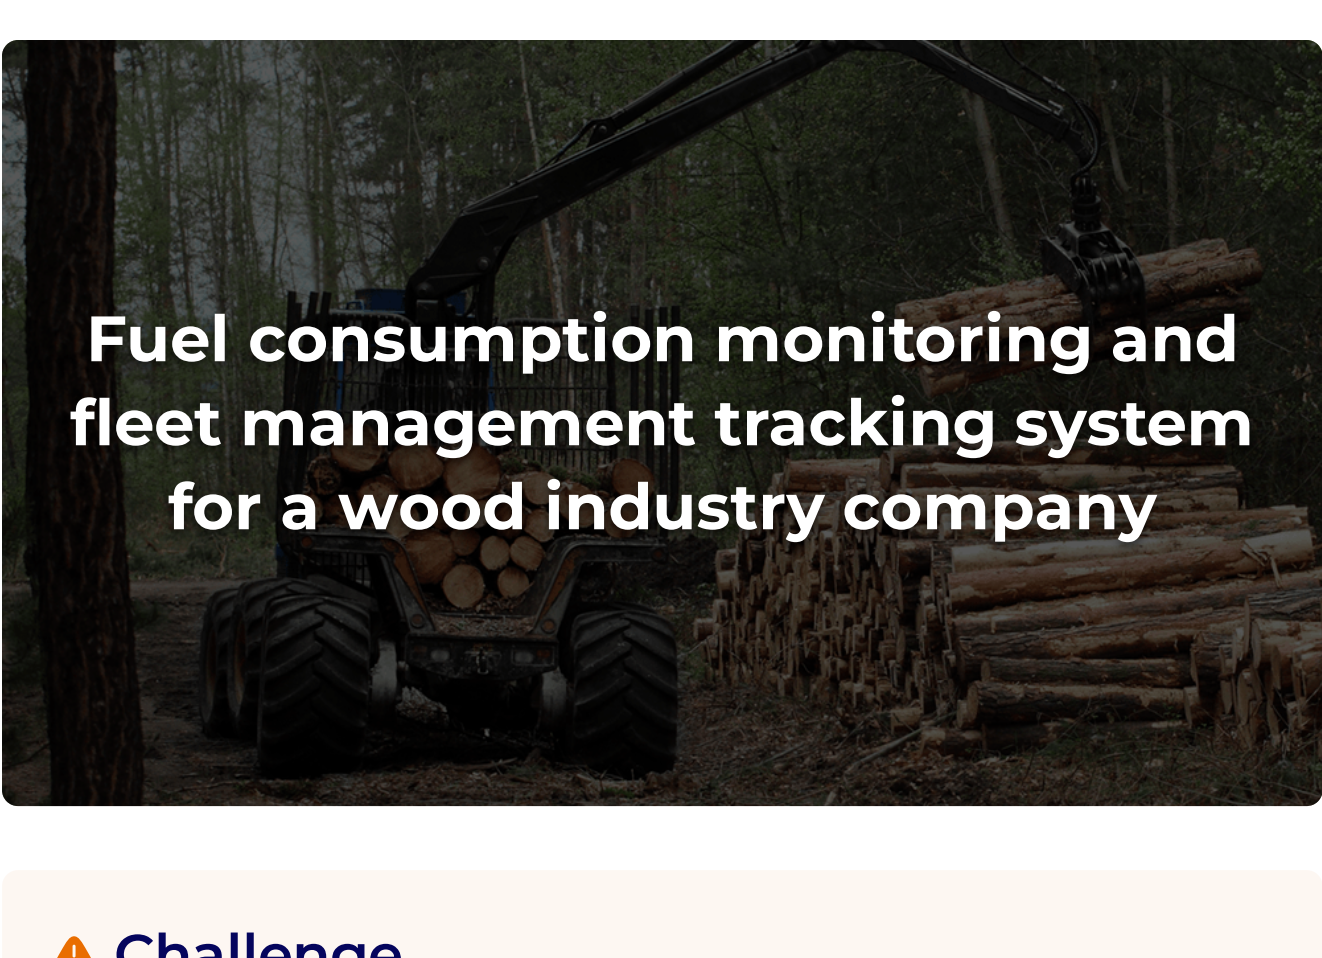 Fuel consumption monitoring and
fleet management tracking system
for a wood industry company
Challenge